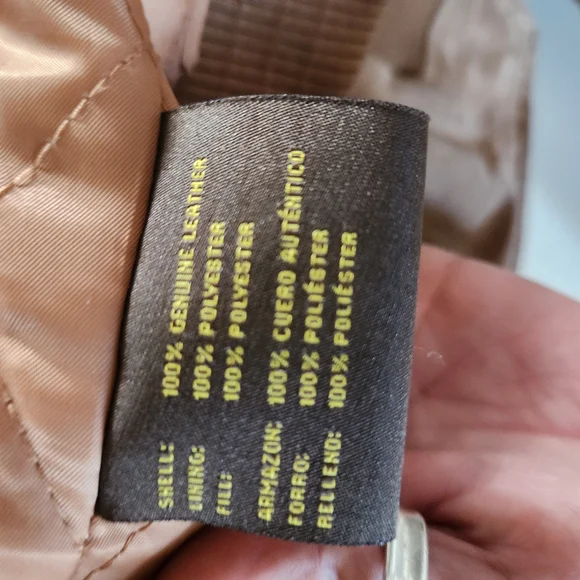 SHELL: 100% GENUINE LEATHER
LINING: 100% POLYESTER
FILL: 100% POLYESTER
ARMAZON: 100% CUERO AUTÉNTICO
FORRO: 100% POLIÉSTER
RELLENO: 100% POLIÉSTER